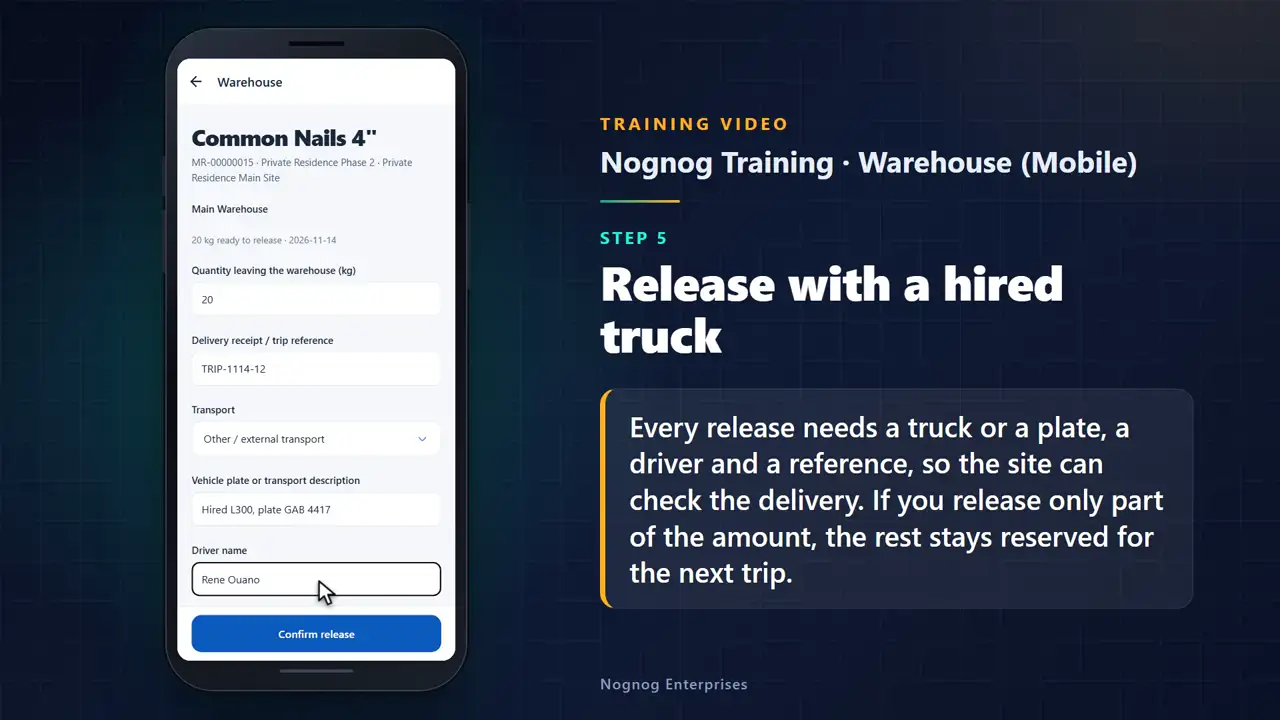 Warehouse
Common Nails 4"
MR-00000015 · Private Residence Phase 2 · Private
Residence Main Site
Main Warehouse
20 kg ready to release · 2026-11-14
Quantity leaving the warehouse (kg)
20
Delivery receipt / trip reference
TRIP-1114-12
Transport
Other / external transport
Vehicle plate or transport description
Hired L300, plate GAB 4417
Driver name
Rene Ouano
Confirm release
TRAINING VIDEO
Nognog Training · Warehouse (Mobile)
STEP 5
Release with a hired
truck
Every release needs a truck or a plate, a
driver and a reference, so the site can
check the delivery. If you release only part
of the amount, the rest stays reserved for
the next trip.
Nognog Enterprises